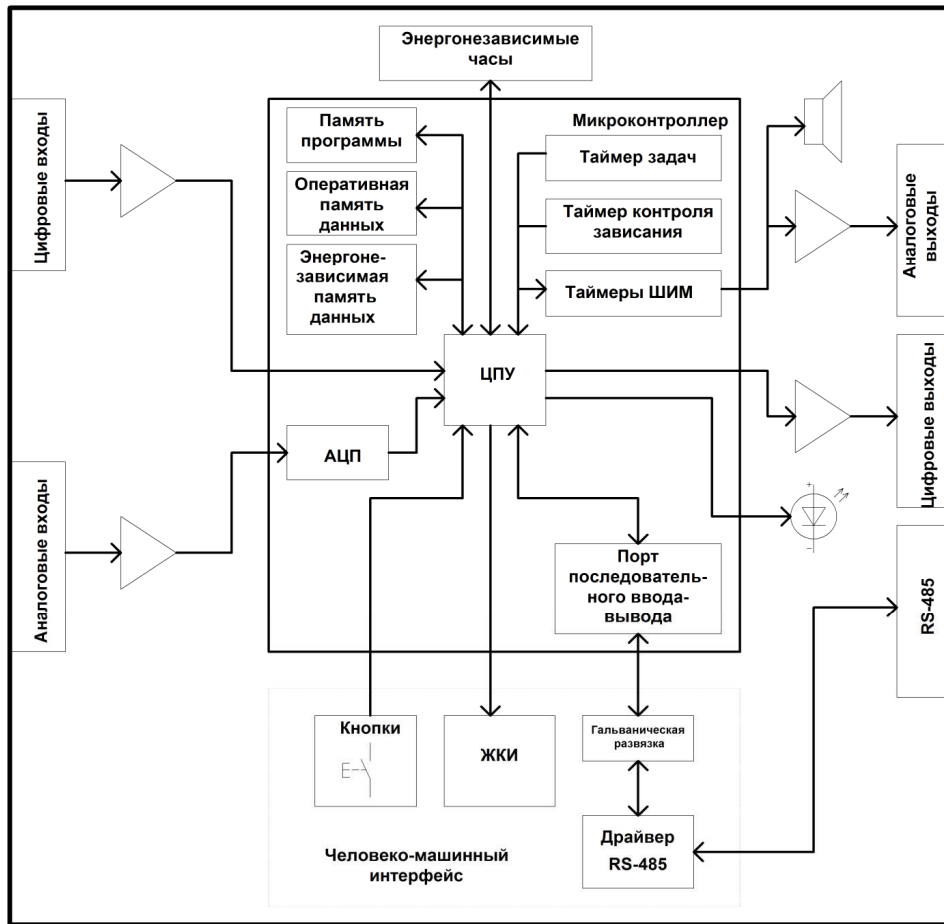 Энергонезависимые
часы
Микроконтроллер
Память
программы
Таймер задач
Оперативная
память
данных
Таймер контроля
зависания
Энергоне-
зависимая
память
данных
Таймеры ШИМ
Цифровые входы
Аналоговые
выходы
ЦПУ
Цифровые выходы
АЦП
Аналоговые входы
+
−
Порт
последователь-
ного ввода-
вывода
RS-485
Кнопки
ЖКИ
Гальваническая
развязка
Драйвер
RS-485
Человеко-машинный
интерфейс